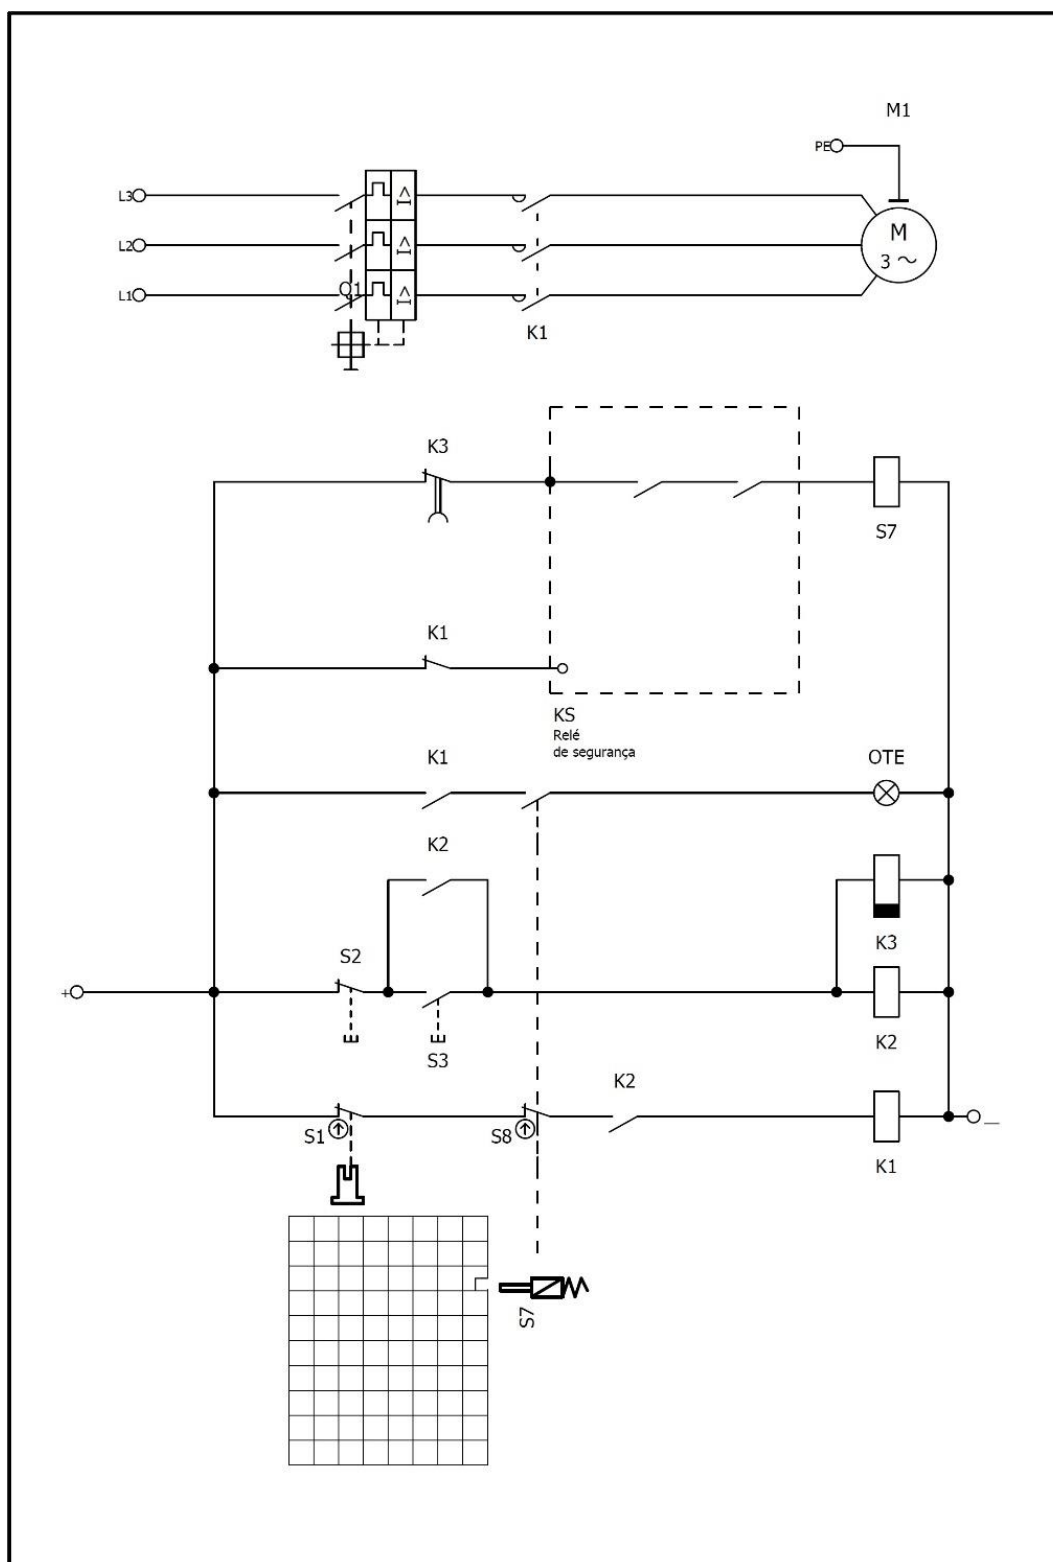 M1
PE
L3
M
3 ~
L2
I>
I>
I>
Q1
L1
K1
K3
S7
K1
KS
Relé
de segurança
K1
OTE
K2
K3
S2
+
K2
S3
K2
S1
S8
K1
—
S7